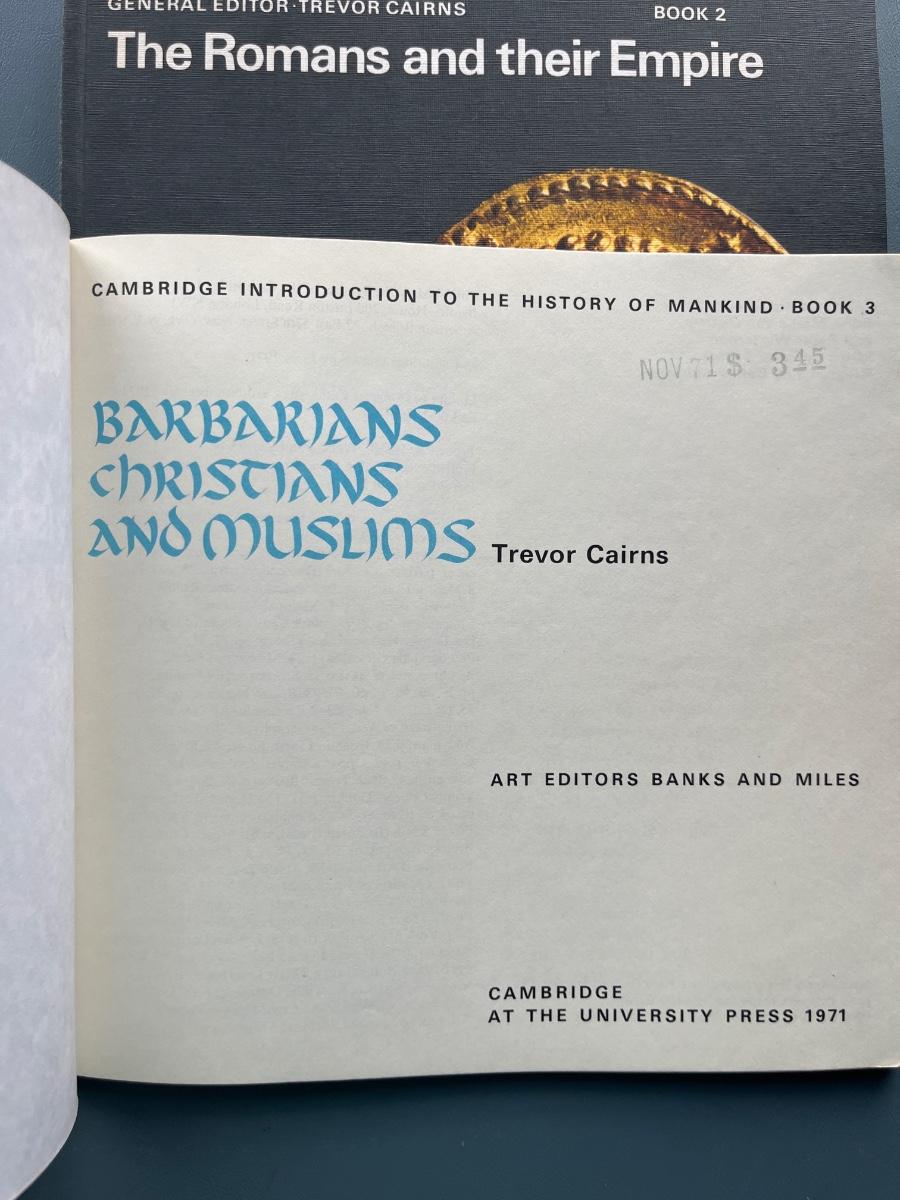 GENERAL EDITOR · TREVOR CAIRNS BOOK 2
The Romans and their Empire
CAMBRIDGE INTRODUCTION TO THE HISTORY OF MANKIND · BOOK 3
NOV 71 $ 3 45
BARBARIANS
CHRISTIANS
AND MUSLIMS Trevor Cairns
ART EDITORS BANKS AND MILES
CAMBRIDGE
AT THE UNIVERSITY PRESS 1971